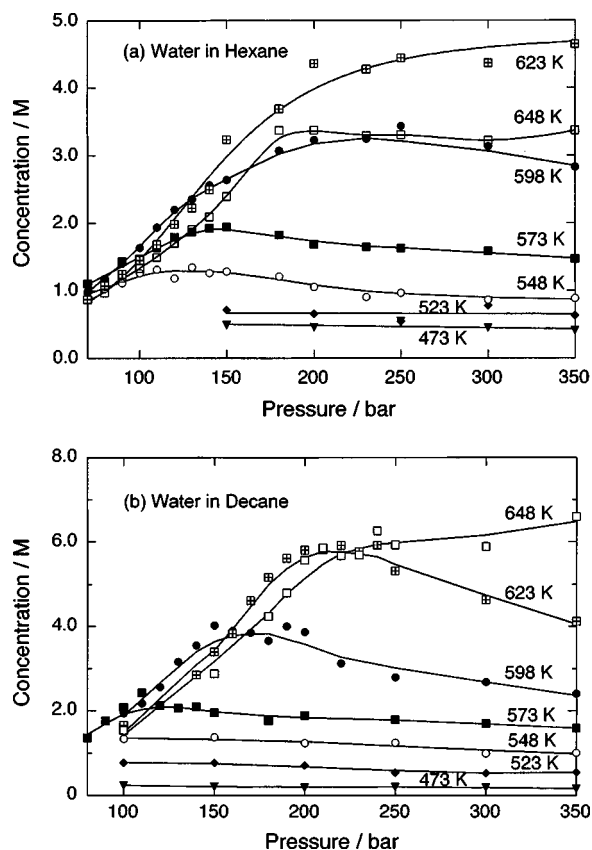 (a) Water in Hexane
5.0
4.0
3.0
2.0
1.0
0.0
Concentration / M
623 K
648 K
598 K
573 K
548 K
523 K
473 K
100 150 200 250 300 350
Pressure / bar
(b) Water in Decane
8.0
6.0
4.0
2.0
0
Concentration / M
648 K
623 K
598 K
573 K
548 K
523 K
473 K
100 150 200 250 300 350
Pressure / bar